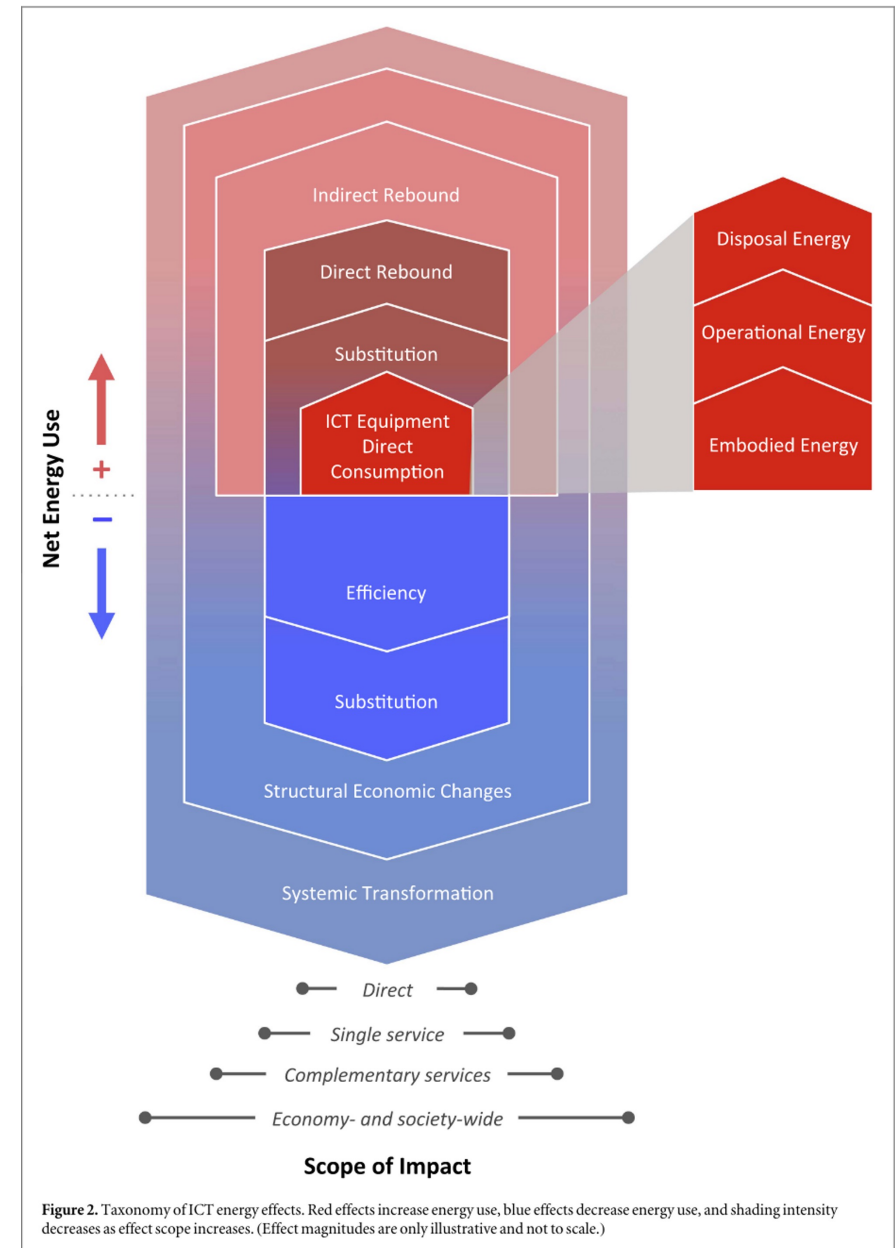 Indirect Rebound
Direct Rebound
Substitution
ICT Equipment
Direct
Consumption
Disposal Energy
Operational Energy
Embodied Energy
Net Energy Use
+
−
Efficiency
Substitution
Structural Economic Changes
Systemic Transformation
Direct
Single service
Complementary services
Economy- and society-wide
Scope of Impact
Figure 2. Taxonomy of ICT energy effects. Red effects increase energy use, blue effects decrease energy use, and shading intensity
decreases as effect scope increases. (Effect magnitudes are only illustrative and not to scale.)